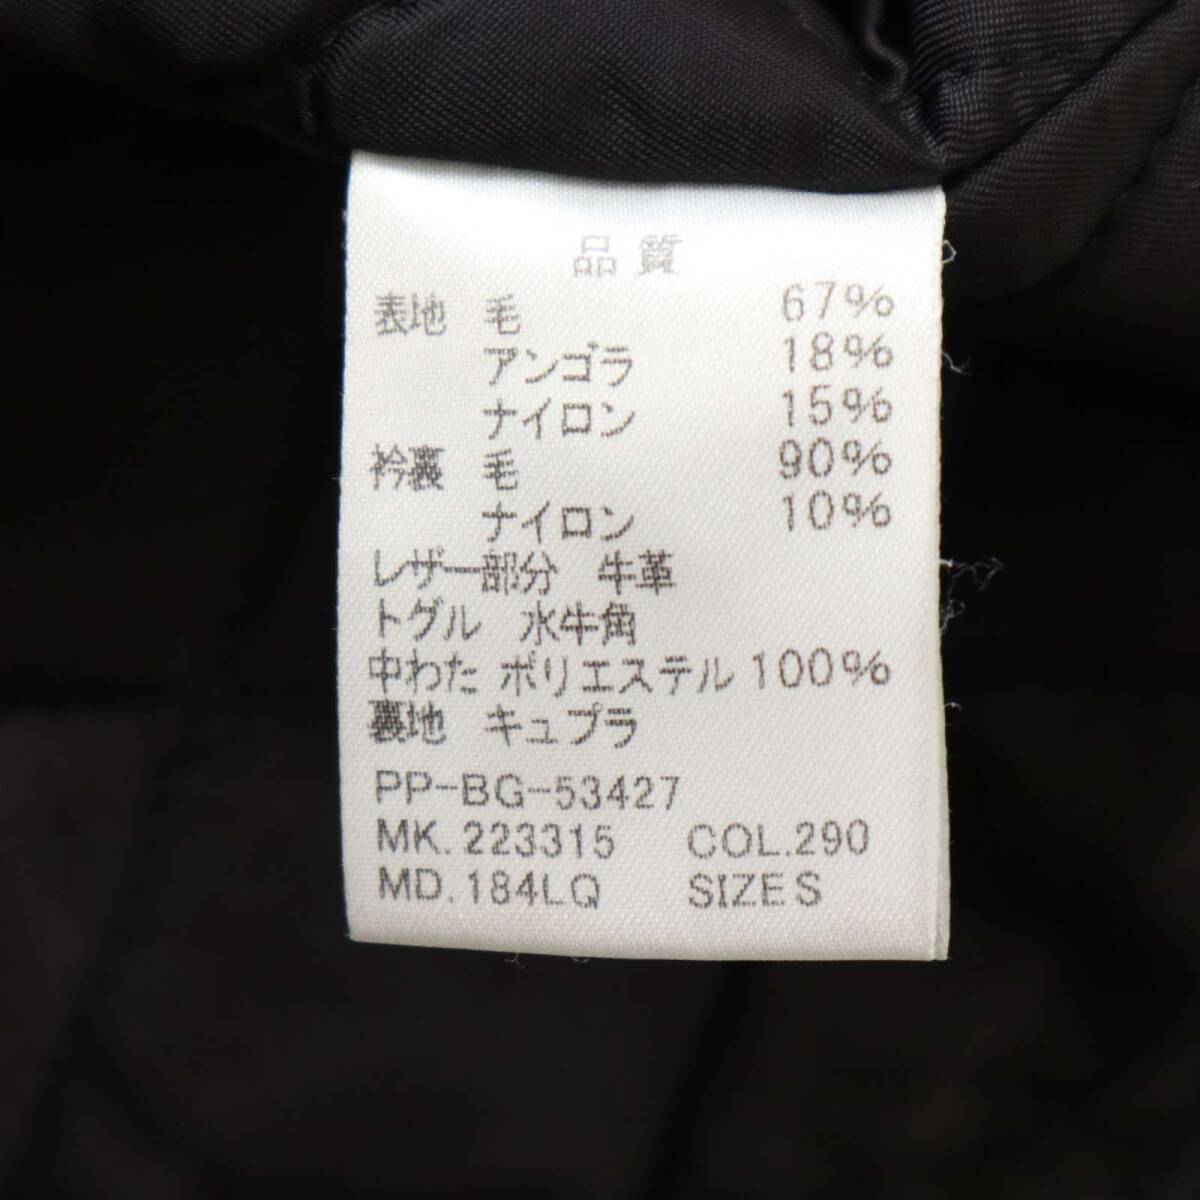 品質
表地 毛 67%
アンゴラ 18%
ナイロン 15%
衿裏 毛 90%
ナイロン 10%
レザー部分 牛革
トグル 水牛角
中わた ポリエステル 100%
裏地 キュプラ
PP-BG-53427
MK.223315 COL.290
MD.184LQ SIZE S